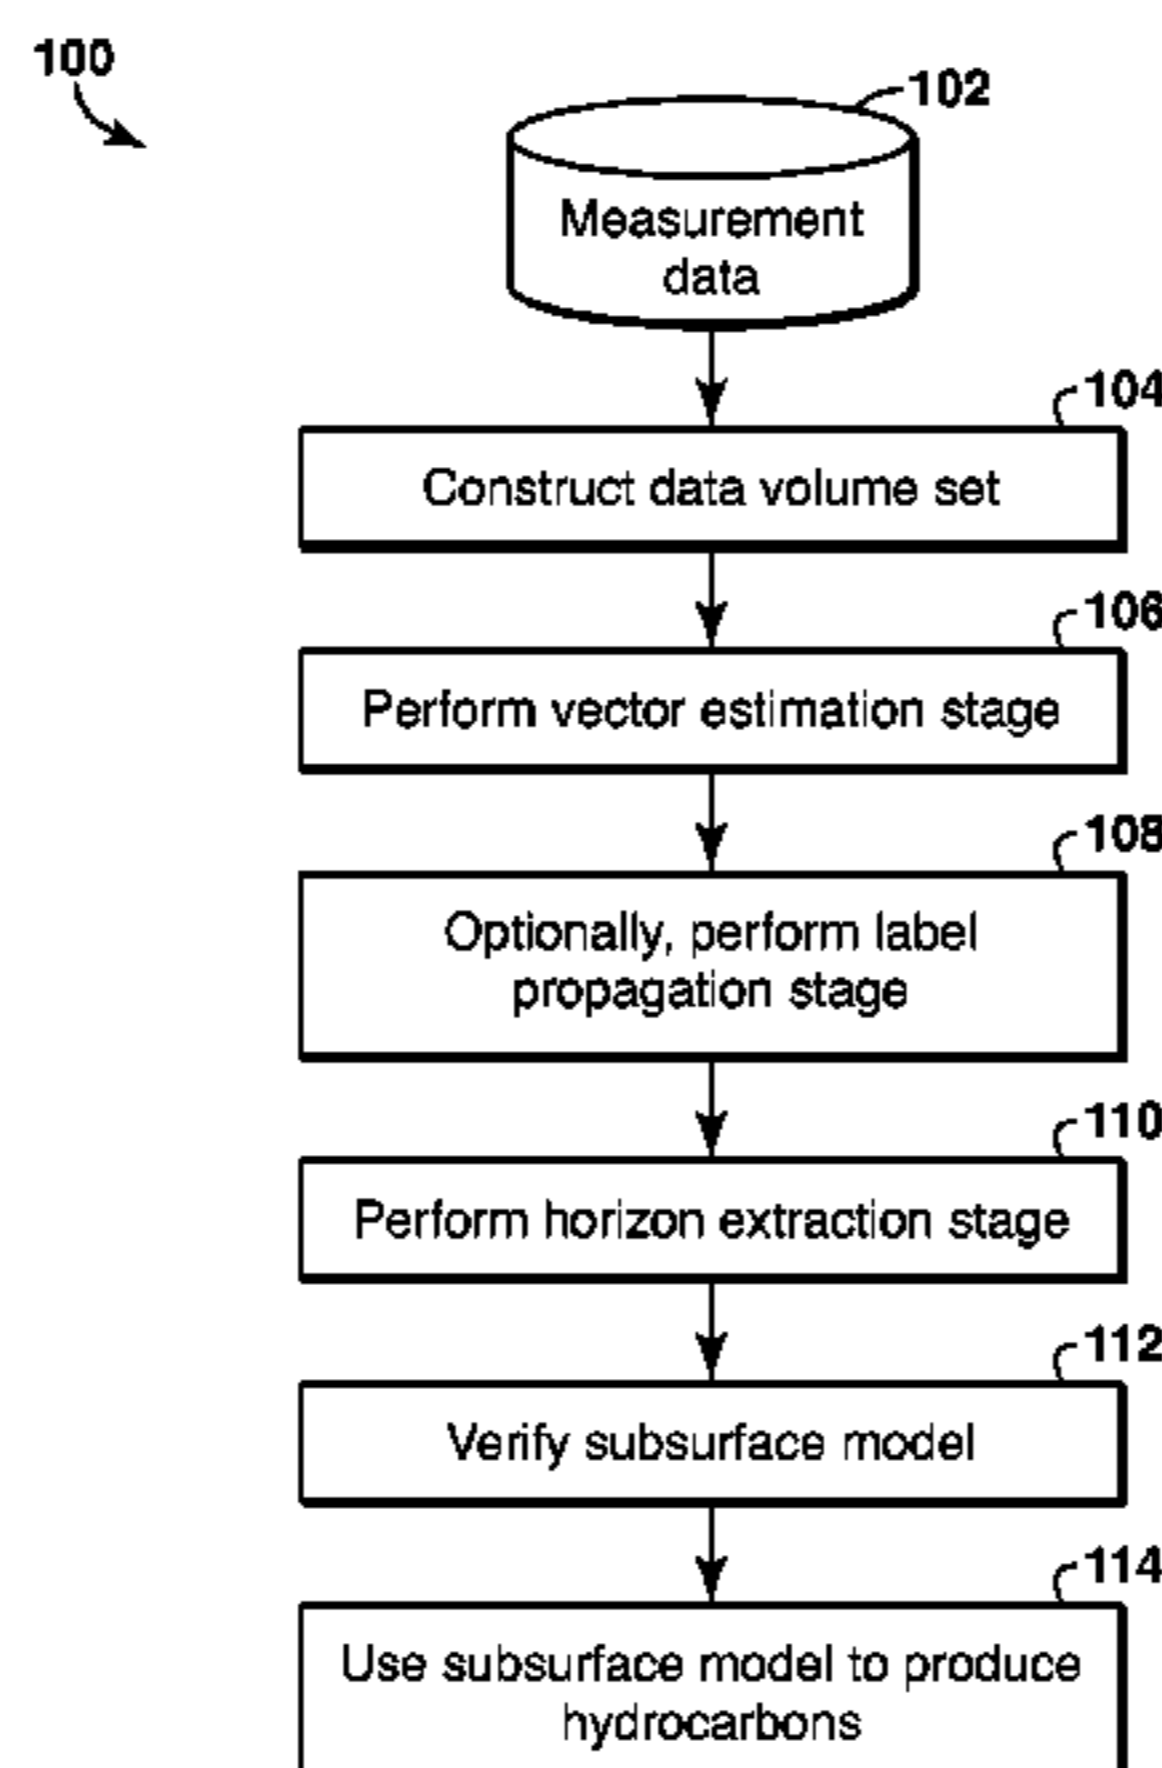 100
102
Measurement
data
104
Construct data volume set
106
Perform vector estimation stage
108
Optionally, perform label
propagation stage
110
Perform horizon extraction stage
112
Verify subsurface model
114
Use subsurface model to produce
hydrocarbons